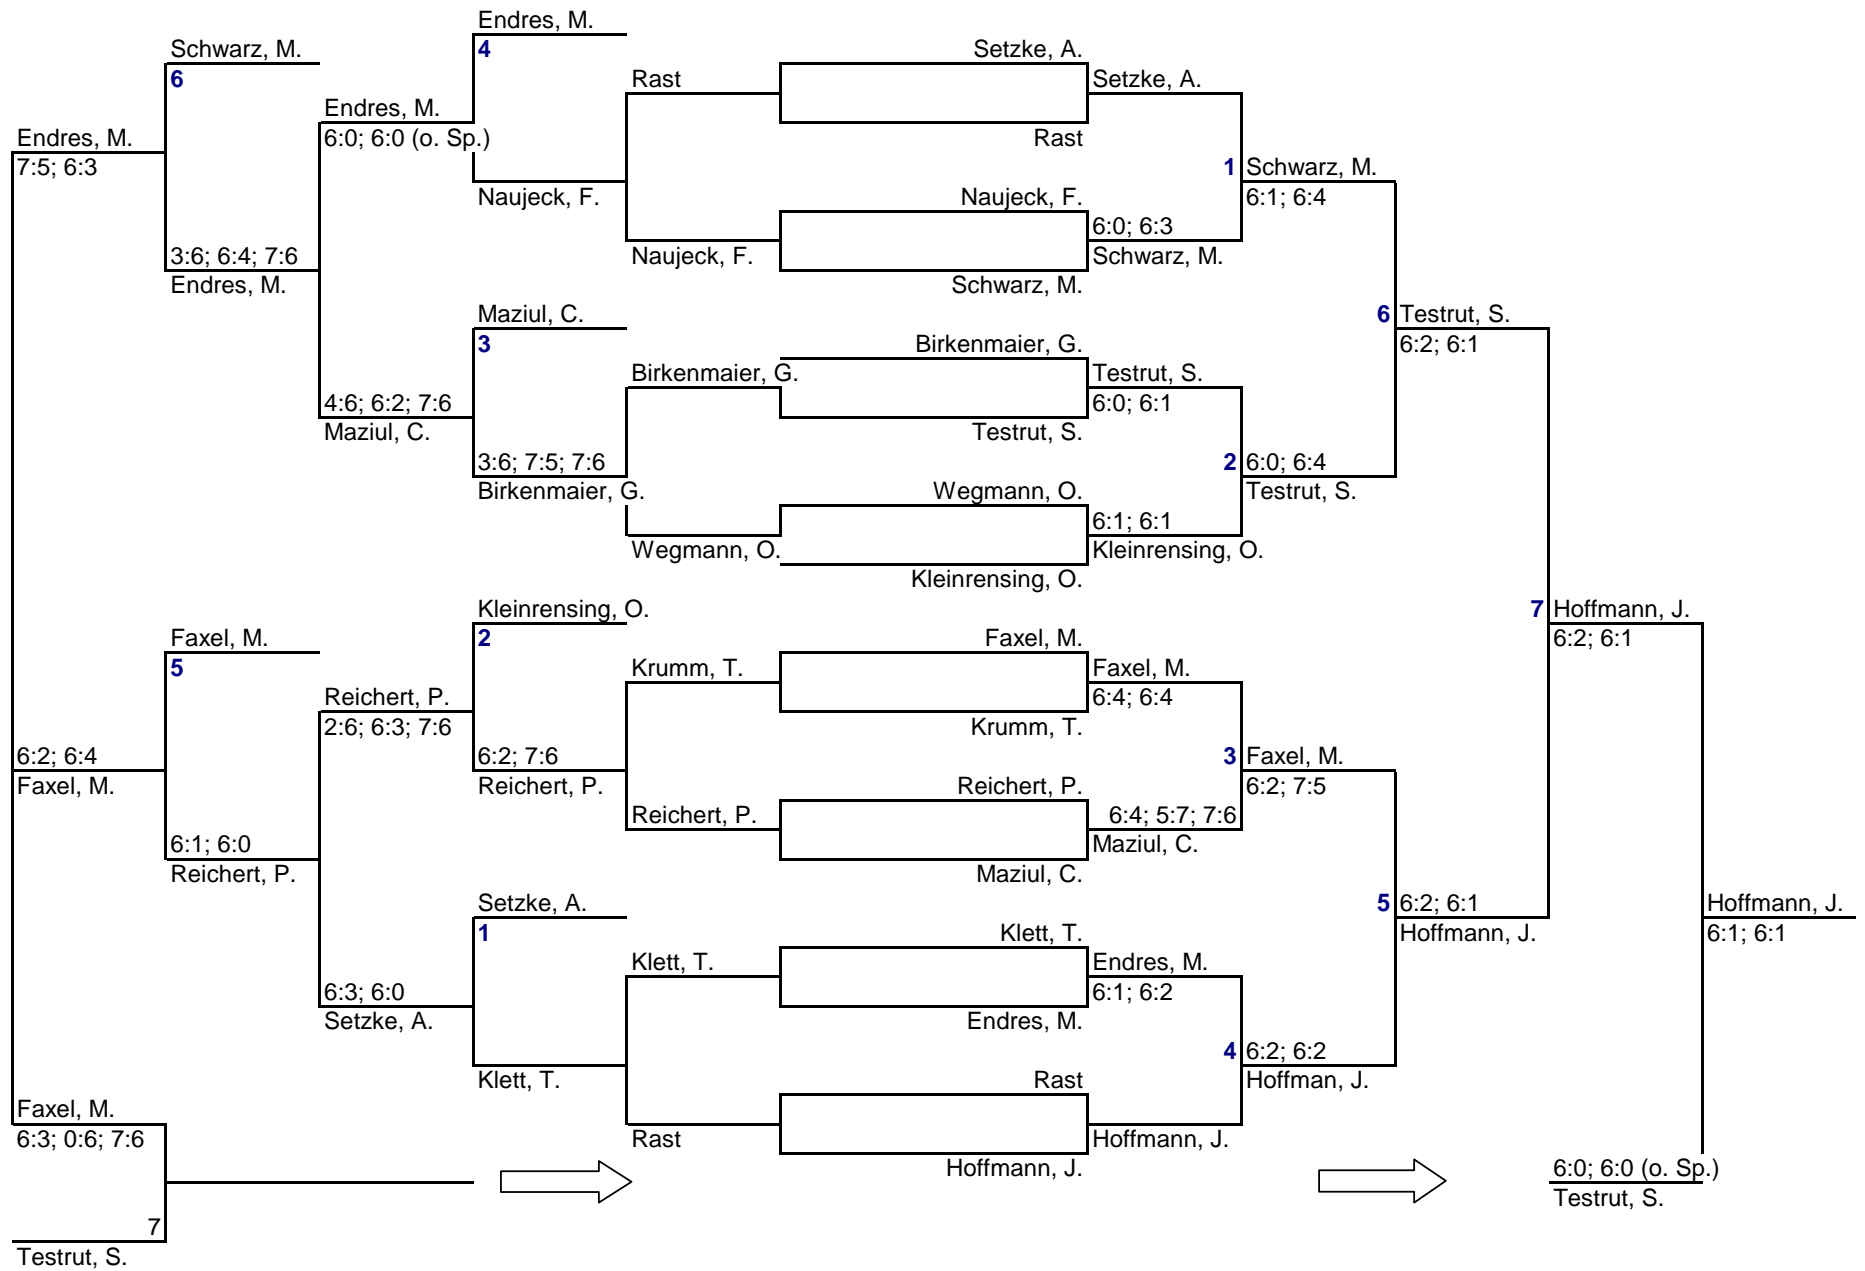 Endres, M.
7:5; 6:3
6:2; 6:4
Faxel, M.
Faxel, M.
6:3; 0:6; 7:6
7
Testrut, S.
Schwarz, M.
6
3:6; 6:4; 7:6
Endres, M.
Faxel, M.
5
6:1; 6:0
Reichert, P.
Endres, M.
6:0; 6:0 (o. Sp.)
4:6; 6:2; 7:6
Maziul, C.
Reichert, P.
2:6; 6:3; 7:6
6:3; 6:0
Setzke, A.
Endres, M.
4
Naujeck, F.
Maziul, C.
3
3:6; 7:5; 7:6
Birkenmaier, G.
Kleinrensing, O.
2
6:2; 7:6
Reichert, P.
Setzke, A.
1
Klett, T.
Rast
Naujeck, F.
Birkenmaier, G.
Wegmann, O.
Krumm, T.
Reichert, P.
Klett, T.
Rast
Setzke, A.
Rast
Naujeck, F.
Schwarz, M.
Birkenmaier, G.
Testrut, S.
Wegmann, O.
Kleinrensing, O.
Faxel, M.
Krumm, T.
Reichert, P.
Maziul, C.
Klett, T.
Endres, M.
Rast
Hoffmann, J.
Setzke, A.
6:0; 6:3
Schwarz, M.
Testrut, S.
6:0; 6:1
6:1; 6:1
Kleinrensing, O.
Faxel, M.
6:4; 6:4
6:4; 5:7; 7:6
Maziul, C.
Endres, M.
6:1; 6:2
Hoffmann, J.
1 Schwarz, M.
6:1; 6:4
2 6:0; 6:4
Testrut, S.
3 Faxel, M.
6:2; 7:5
4 6:2; 6:2
Hoffman, J.
6 Testrut, S.
6:2; 6:1
5 6:2; 6:1
Hoffmann, J.
7 Hoffmann, J.
6:2; 6:1
6:0; 6:0 (o. Sp.)
Testrut, S.
Hoffmann, J.
6:1; 6:1